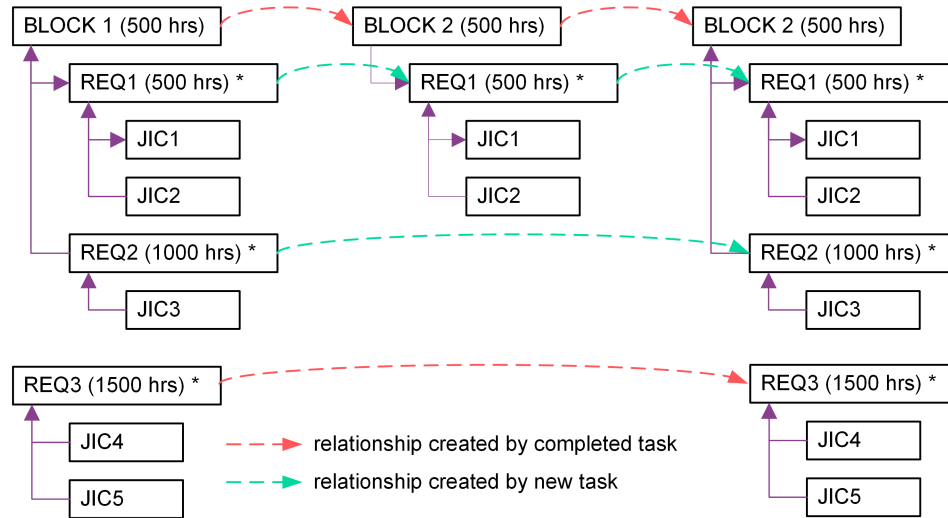 BLOCK 1 (500 hrs)
BLOCK 2 (500 hrs)
BLOCK 2 (500 hrs)
REQ1 (500 hrs) *
REQ1 (500 hrs) *
REQ1 (500 hrs) *
JIC1
JIC1
JIC1
JIC2
JIC2
JIC2
REQ2 (1000 hrs) *
REQ2 (1000 hrs) *
JIC3
JIC3
REQ3 (1500 hrs) *
REQ3 (1500 hrs) *
JIC4
relationship created by completed task
JIC4
JIC5
relationship created by new task
JIC5